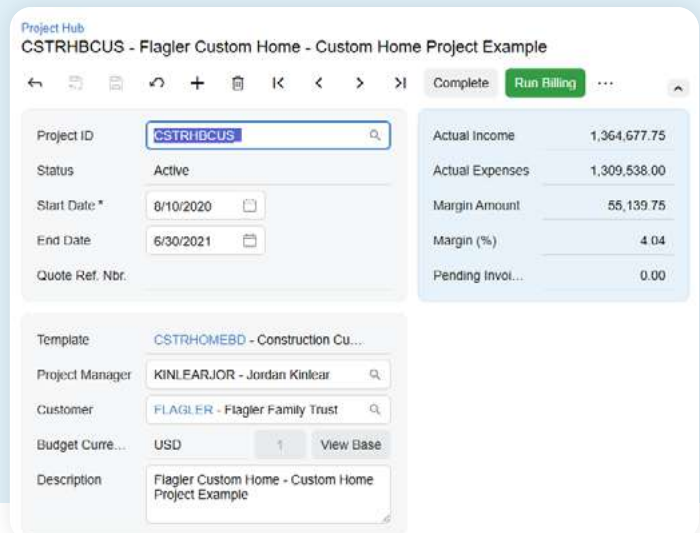 Project Hub
CSTRHBCUS - Flagler Custom Home - Custom Home Project Example
Complete Run Billing ...
Project ID CSTRHBCUS
Status Active
Start Date * 8/10/2020
End Date 6/30/2021
Quote Ref. Nbr.
Actual Income 1,364,677.75
Actual Expenses 1,309,538.00
Margin Amount 55,139.75
Margin (%) 4.04
Pending Invoi... 0.00
Template CSTRHOMEBD - Construction Cu...
Project Manager KINLEARJOR - Jordan Kinlear
Customer FLAGLER - Flagler Family Trust
Budget Curre... USD 1 View Base
Description Flagler Custom Home - Custom Home
Project Example